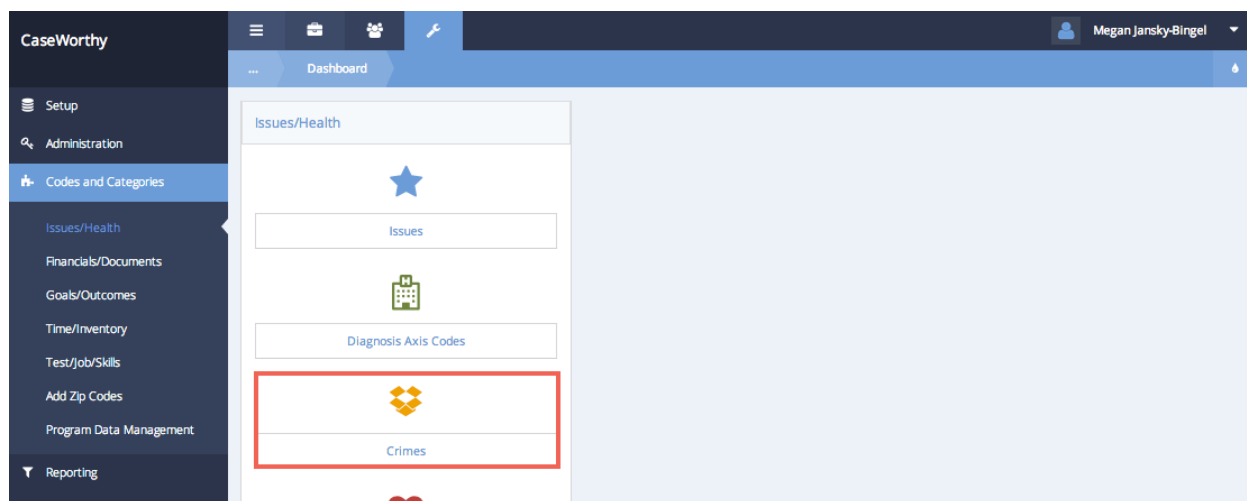 CaseWorthy
Megan Jansky-Bingel
...
Dashboard
Setup
Administration
Codes and Categories
Issues/Health
Financials/Documents
Goals/Outcomes
Time/Inventory
Test/Job/Skills
Add Zip Codes
Program Data Management
Reporting
Issues/Health
Issues
H
Diagnosis Axis Codes
Crimes